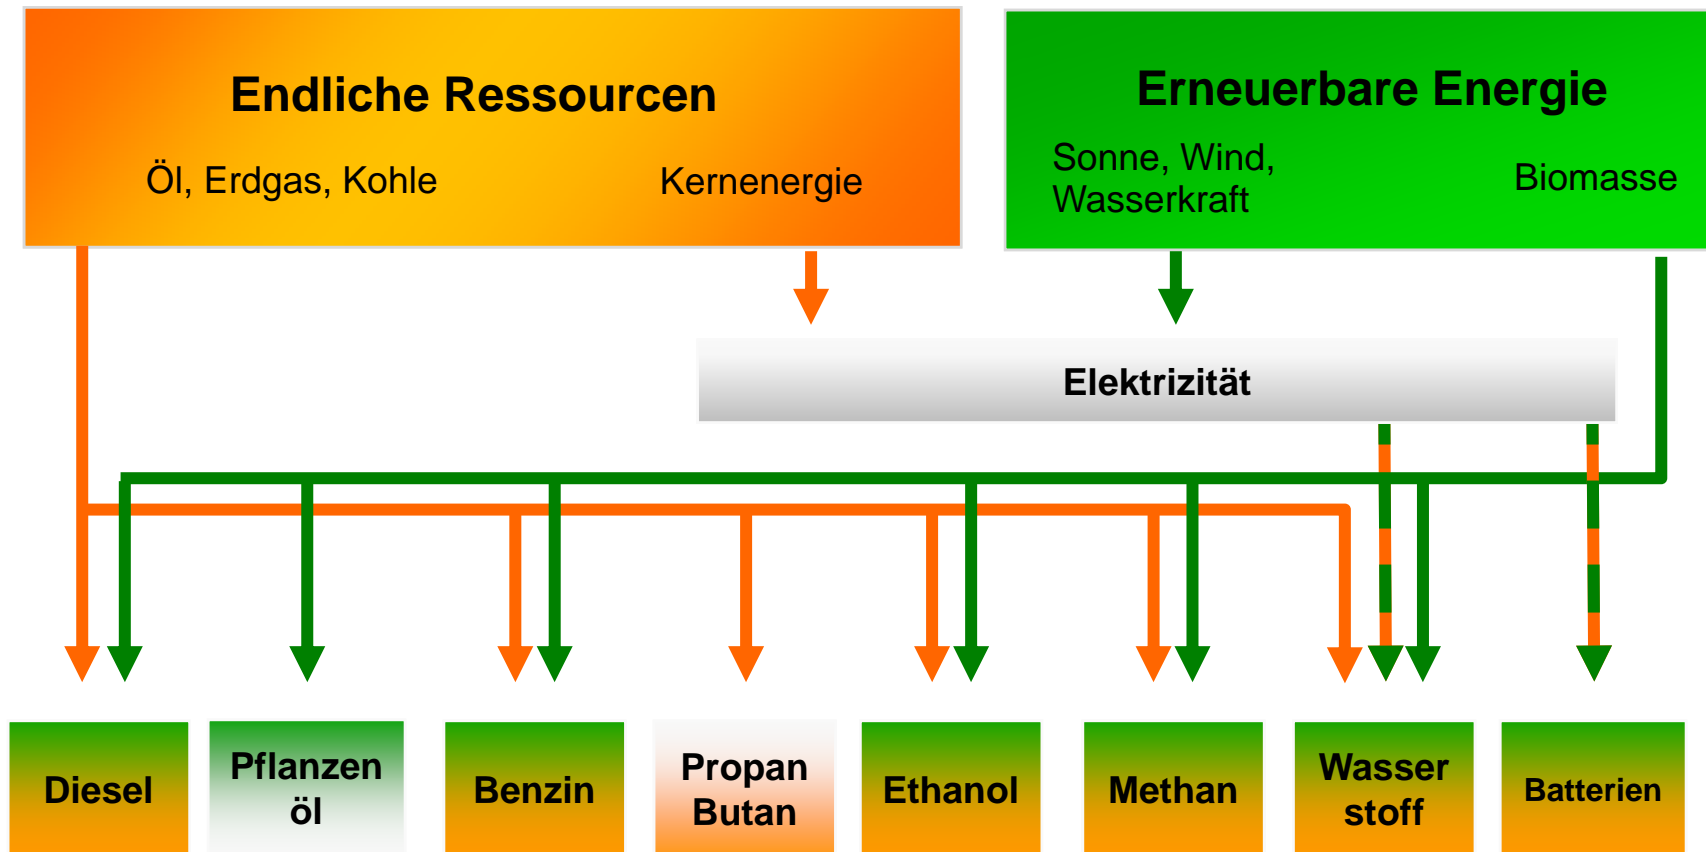 Endliche Ressourcen
Öl, Erdgas, Kohle
Kernenergie
Erneuerbare Energie
Sonne, Wind,
Wasserkraft
Biomasse
Elektrizität
Diesel
Pflanzen
öl
Benzin
Propan
Butan
Ethanol
Methan
Wasser
stoff
Batterien